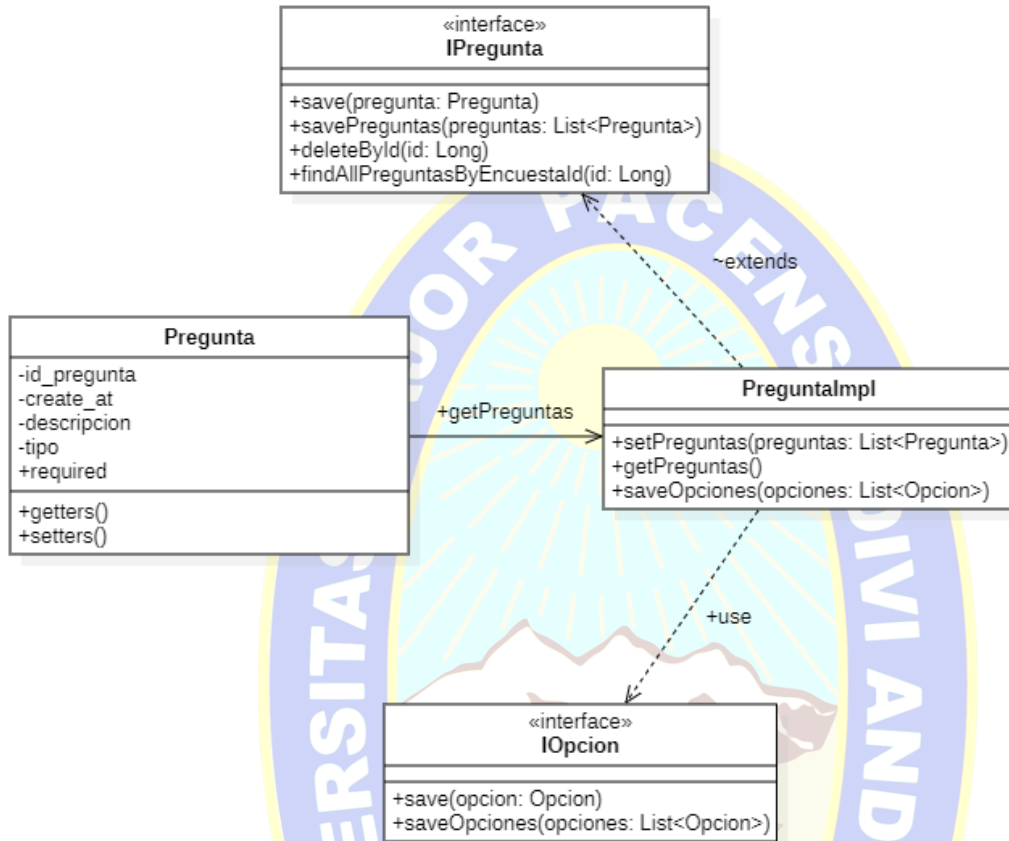 «interface»
IPregunta
+save(pregunta: Pregunta)
+savePreguntas(preguntas: List<Pregunta>)
+deleteById(id: Long)
+findAllPreguntasByEncuestaId(id: Long)
~extends
Pregunta
-id_pregunta
-create_at
-descripcion
-tipo
+required
+getters()
+setters()
+getPreguntas
PreguntaImpl
+setPreguntas(preguntas: List<Pregunta>)
+getPreguntas()
+saveOpciones(opciones: List<Opcion>)
+use
«interface»
IOpcion
+save(opcion: Opcion)
+saveOpciones(opciones: List<Opcion>)